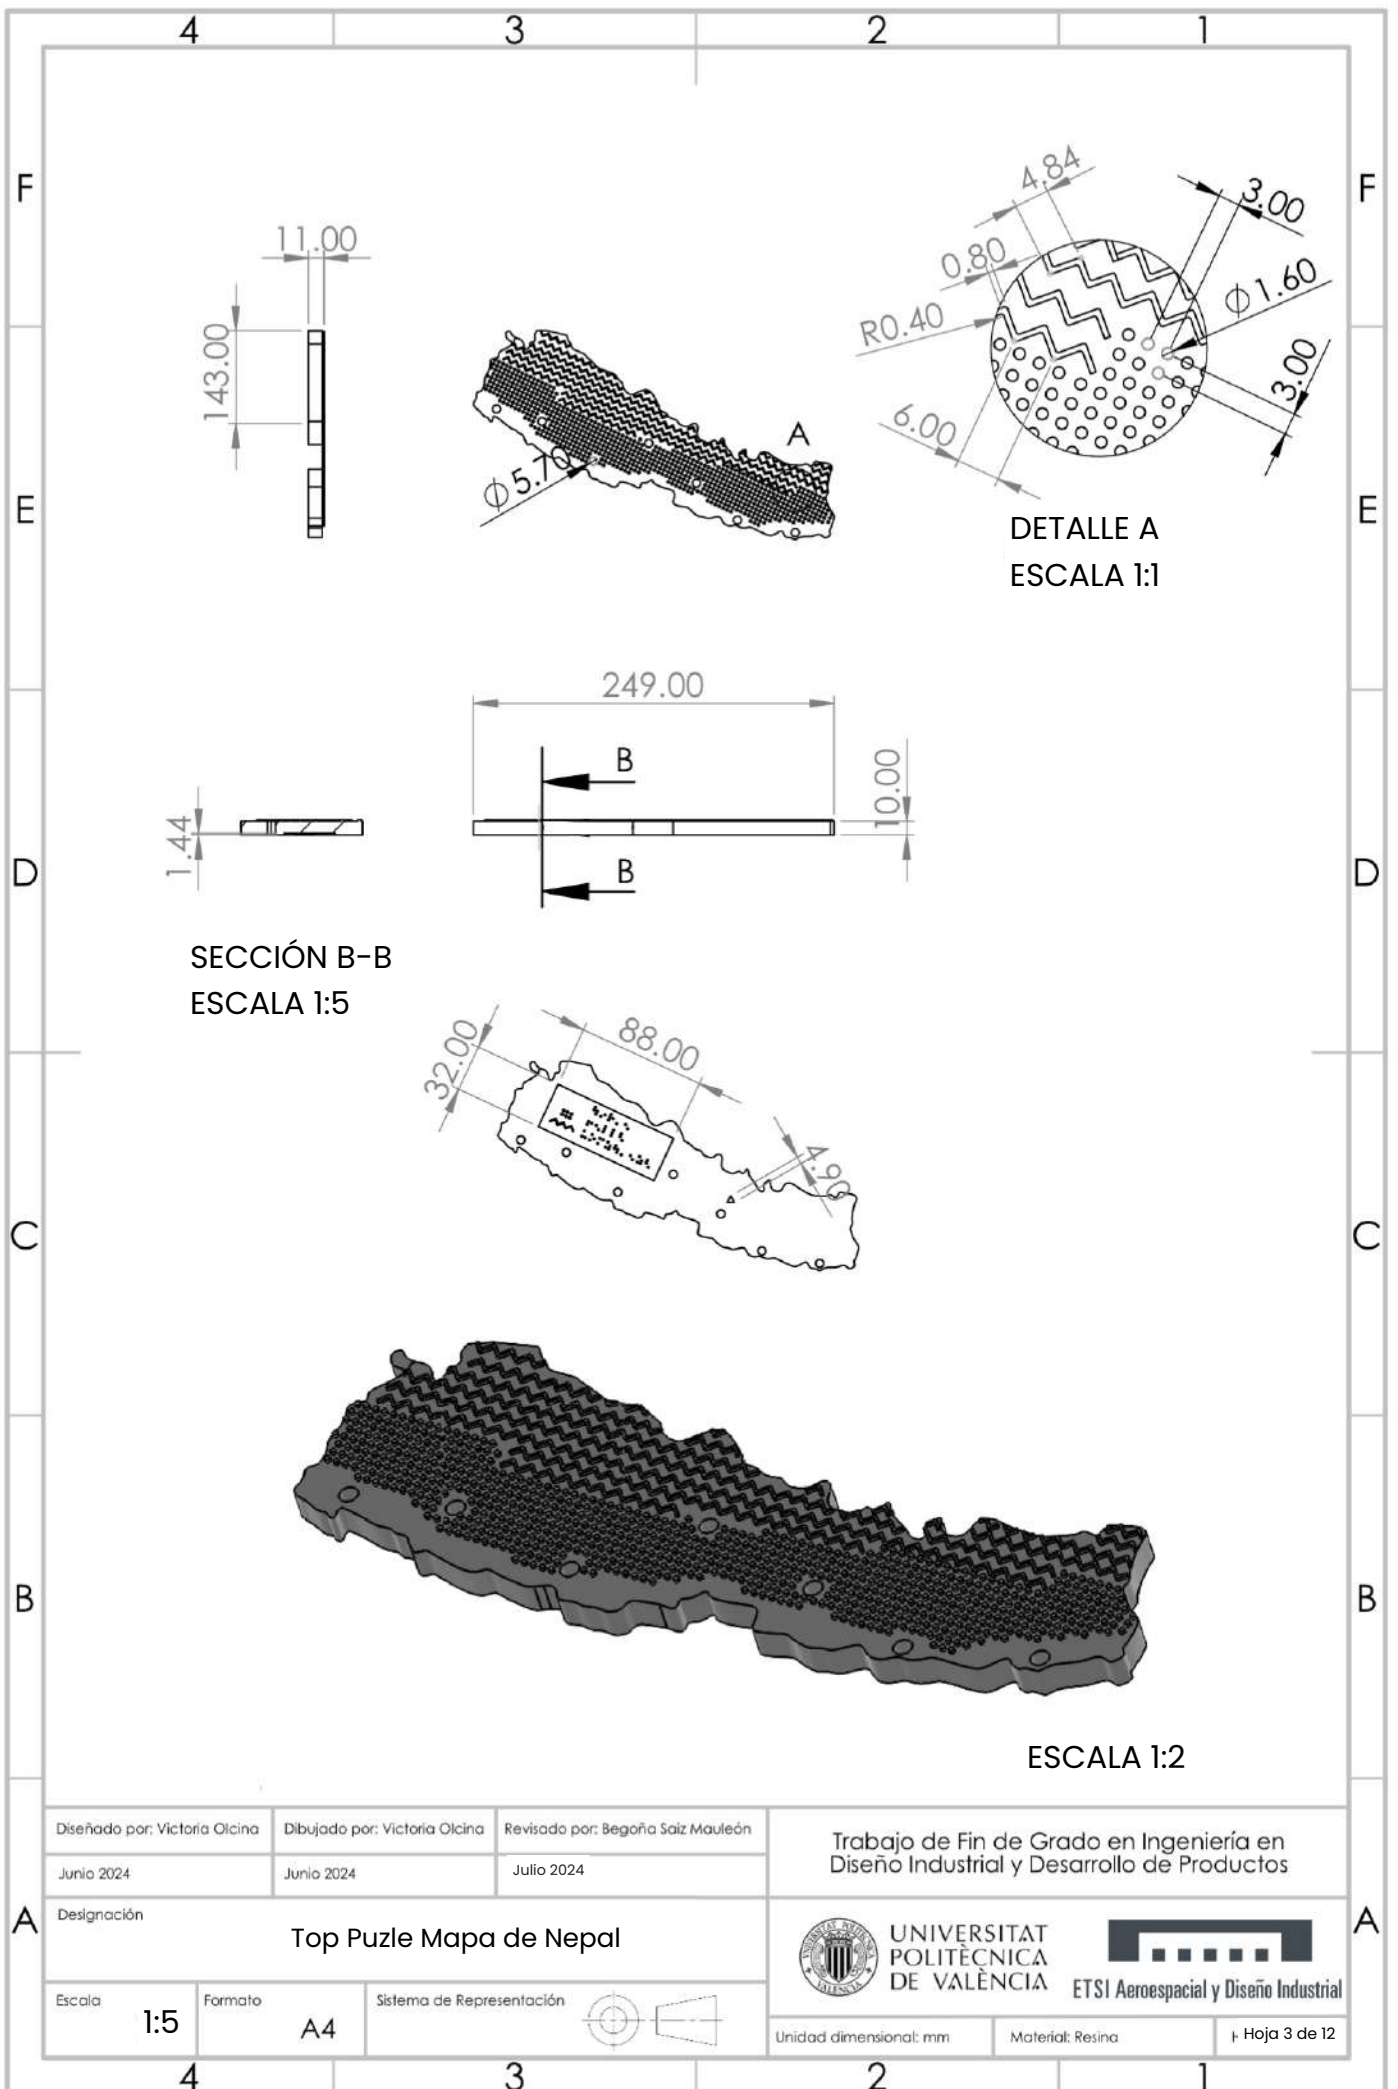 4 3 2 1
F F
4.84
3.00
11.00
0.80
Φ1.60
R0.40
143.00
3.00
A
6.00
Φ5.70
E E
DETALLE A
ESCALA 1:1
249.00
B
10.00
1.44
B
D D
SECCIÓN B-B
ESCALA 1:5
88.00
32.00
4.90
C C
B B
ESCALA 1:2
Diseñado por: Victoria Olcina Dibujado por: Victoria Olcina Revisado por: Begoña Saiz Mauleón
Junio 2024 Junio 2024 Julio 2024
Trabajo de Fin de Grado en Ingeniería en
Diseño Industrial y Desarrollo de Productos
A A
Designación
Top Puzle Mapa de Nepal
UNIVERSITAT
POLITÈCNICA
DE VALÈNCIA
ETSI Aeroespacial y Diseño Industrial
Escala 1:5 Formato A4 Sistema de Representación
Unidad dimensional: mm Material: Resina Hoja 3 de 12
4 3 2 1